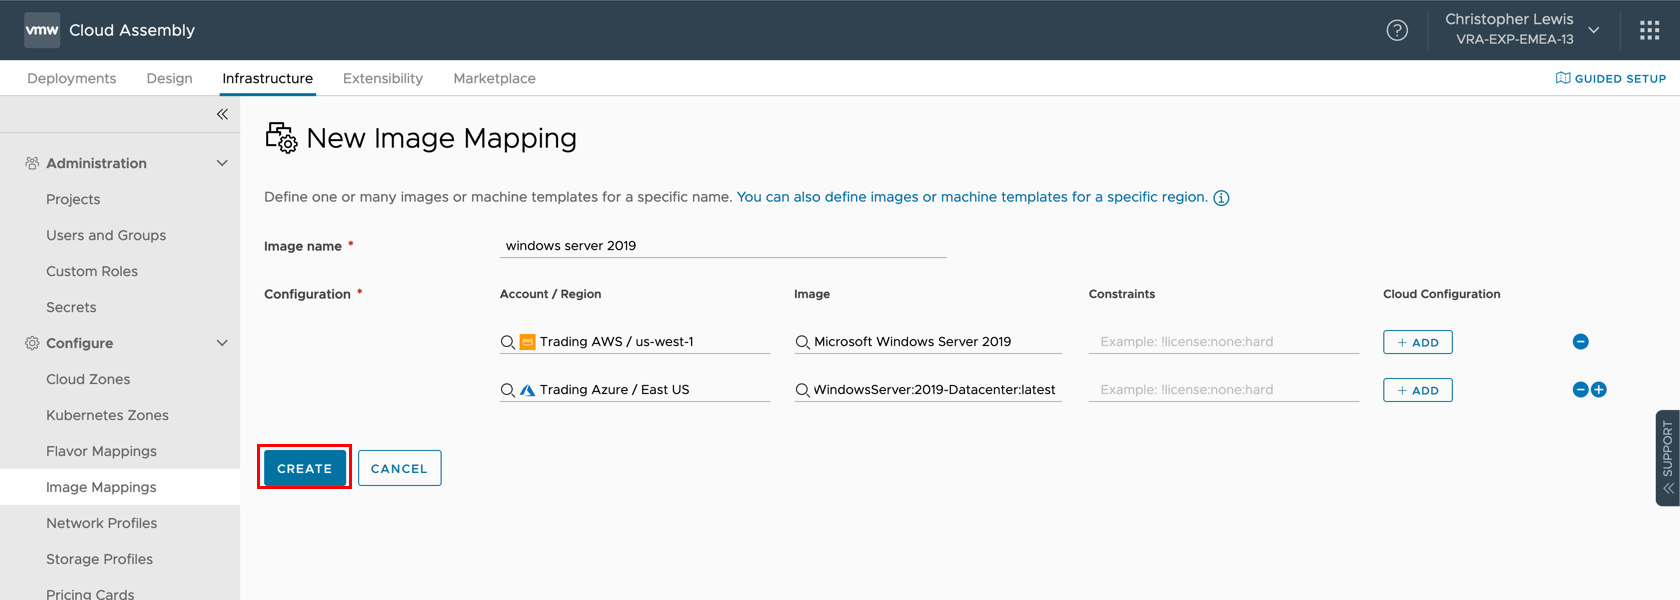 vmw Cloud Assembly
Christopher Lewis
VRA-EXP-EMEA-13
Deployments Design Infrastructure Extensibility Marketplace
GUIDED SETUP
Administration
Projects
Users and Groups
Custom Roles
Secrets
Configure
Cloud Zones
Kubernetes Zones
Flavor Mappings
Image Mappings
Network Profiles
Storage Profiles
Pricing Cards
New Image Mapping
Define one or many images or machine templates for a specific name. You can also define images or machine templates for a specific region.
Image name * windows server 2019
Configuration * Account / Region Image Constraints Cloud Configuration
Trading AWS / us-west-1 Microsoft Windows Server 2019 Example: !license:none:hard + ADD
Trading Azure / East US WindowsServer:2019-Datacenter:latest Example: !license:none:hard + ADD
CREATE CANCEL
SUPPORT